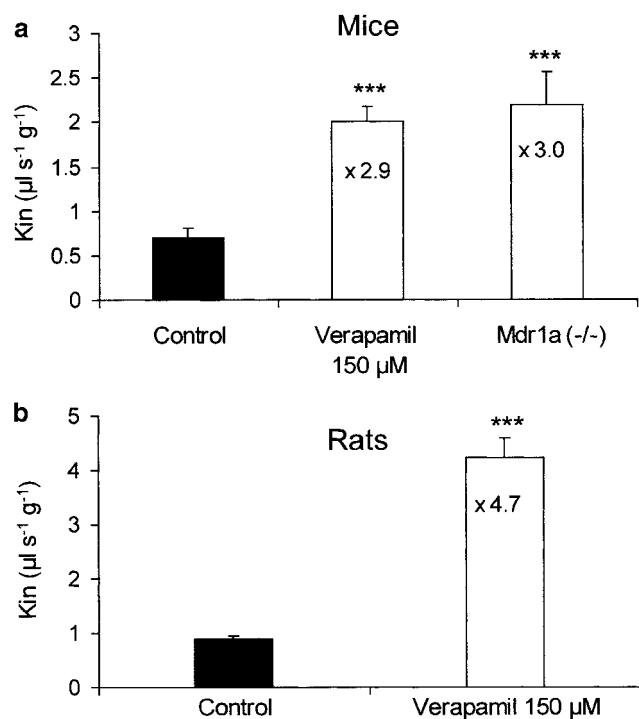 a
Mice
Kin (µl s-1 g-1)
3
2.5
2
1.5
1
0.5
0
***
***
x 2.9
x 3.0
Control
Verapamil
150 µM
Mdr1a (-/-)
b
Rats
Kin (µl s-1 g-1)
5
4
3
2
1
0
***
x 4.7
Control
Verapamil 150 µM